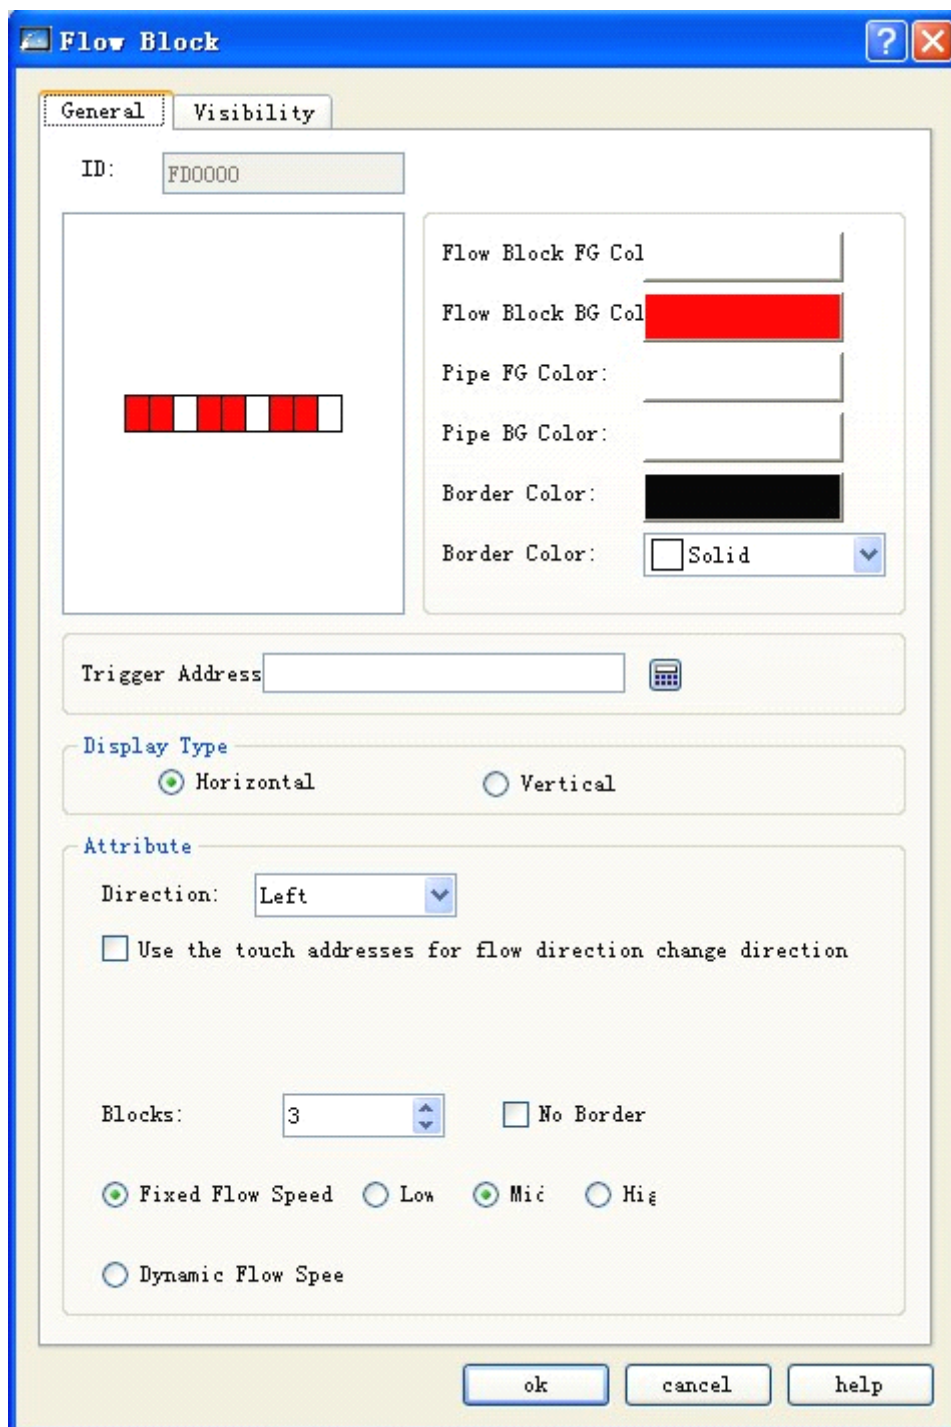 Flow Block
General Visibility
ID: FD0000
Flow Block FG Col
Flow Block BG Col
Pipe FG Color:
Pipe BG Color:
Border Color:
Border Color: Solid
Trigger Address
Display Type
Horizontal Vertical
Attribute
Direction: Left
Use the touch addresses for flow direction change direction
Blocks: 3 No Border
Fixed Flow Speed Low Mid Hig
Dynamic Flow Spee
ok cancel help